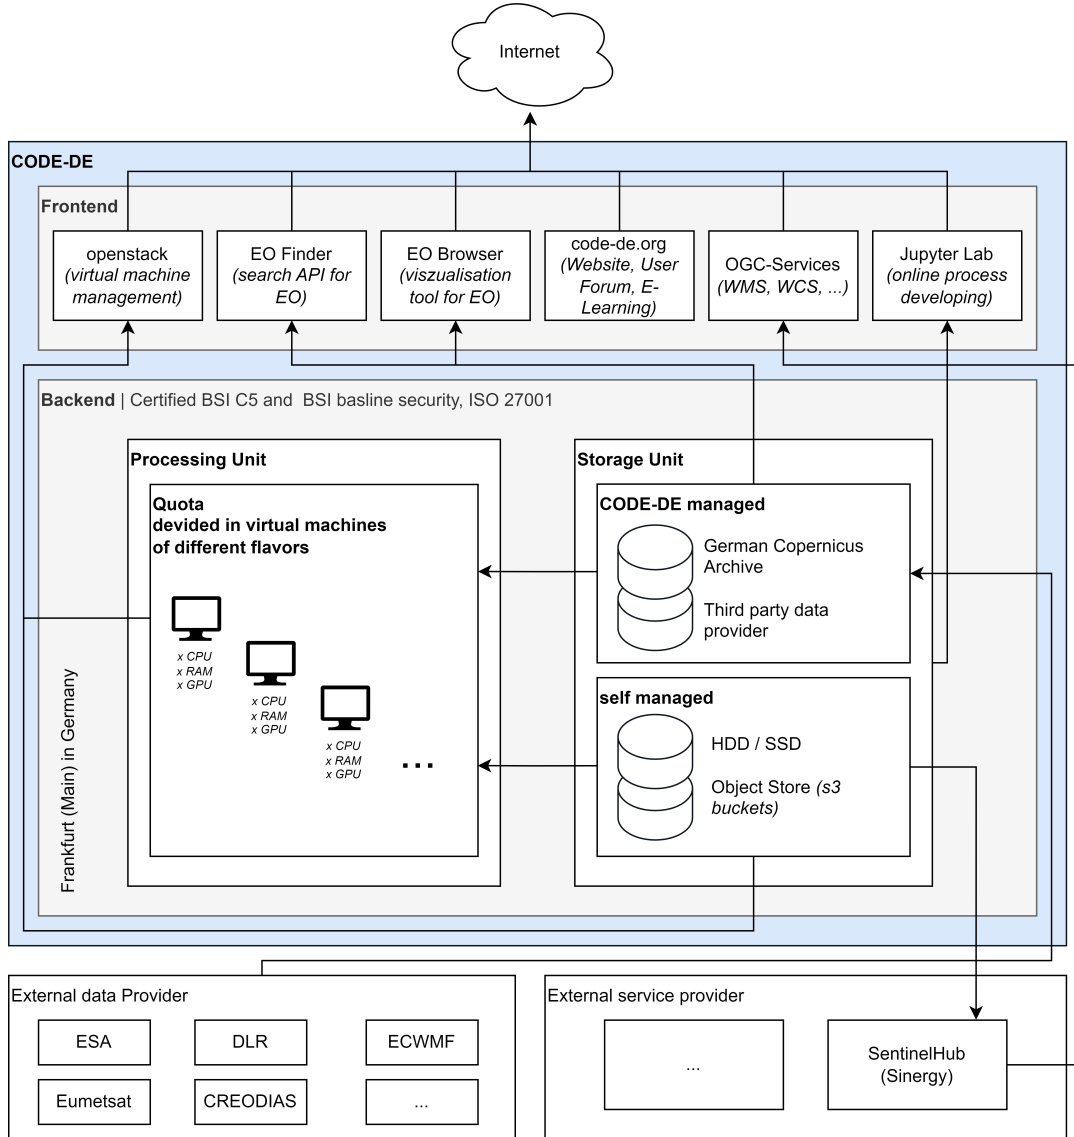 Internet
CODE-DE
Frontend
openstack
(virtual machine
management)
EO Finder
(search API for
EO)
EO Browser
(viszualisation
tool for EO)
code-de.org
(Website, User
Forum, E-
Learning)
OGC-Services
(WMS, WCS, ...)
Jupyter Lab
(online process
developing)
Backend | Certified BSI C5 and  BSI basline security, ISO 27001
Frankfurt (Main) in Germany
Processing Unit
Quota
devided in virtual machines
of different flavors
x CPU
x RAM
x GPU
x CPU
x RAM
x GPU
x CPU
x RAM
x GPU
...
Storage Unit
CODE-DE managed
German Copernicus
Archive
Third party data
provider
self managed
HDD / SSD
Object Store (s3
buckets)
External data Provider
ESA
DLR
ECWMF
Eumetsat
CREODIAS
...
External service provider
...
SentinelHub
(Sinergy)